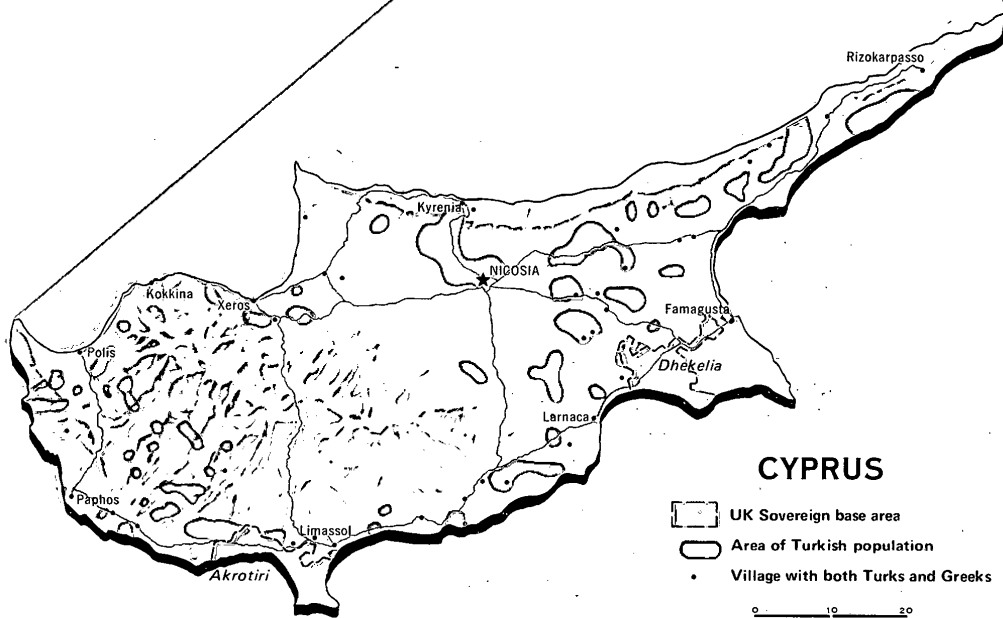 Rizokarpasso
Kyrenia
NICOSIA
Kokkina
Xeros
Famagusta
Polis
Dhekelia
Larnaca
Paphos
Limassol
Akrotiri
CYPRUS
UK Sovereign base area
Area of Turkish population
Village with both Turks and Greeks
0 10 20